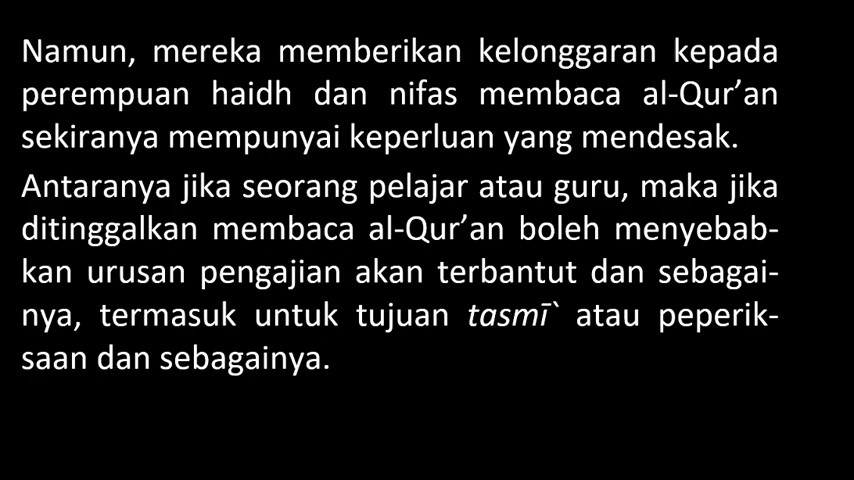 Namun, mereka memberikan kelonggaran kepada
perempuan haidh dan nifas membaca al-Qur’an
sekiranya mempunyai keperluan yang mendesak.
Antaranya jika seorang pelajar atau guru, maka jika
ditinggalkan membaca al-Qur’an boleh menyebab-
kan urusan pengajian akan terbantut dan sebagai-
nya, termasuk untuk tujuan tasmī` atau peperik-
saan dan sebagainya.